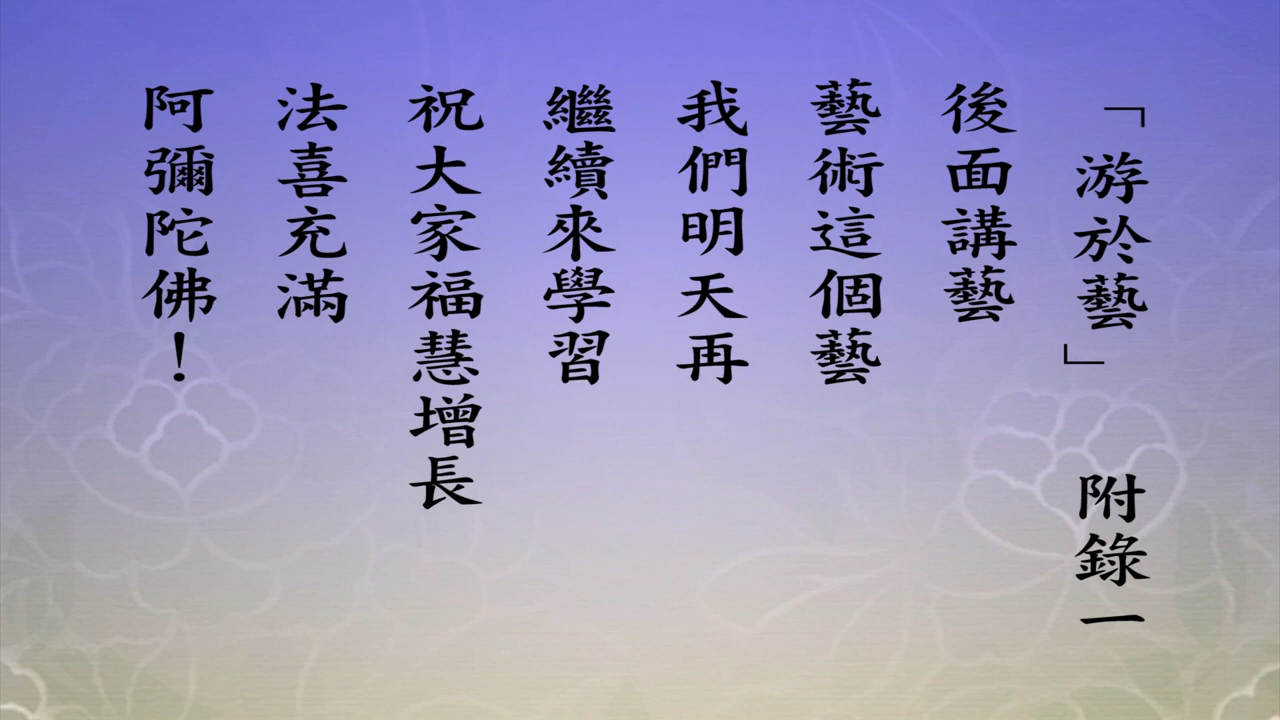 「游於藝」 附錄一
後面講藝
藝術這個藝
我們明天再
繼續來學習
祝大家福慧增長
法喜充滿
阿彌陀佛！